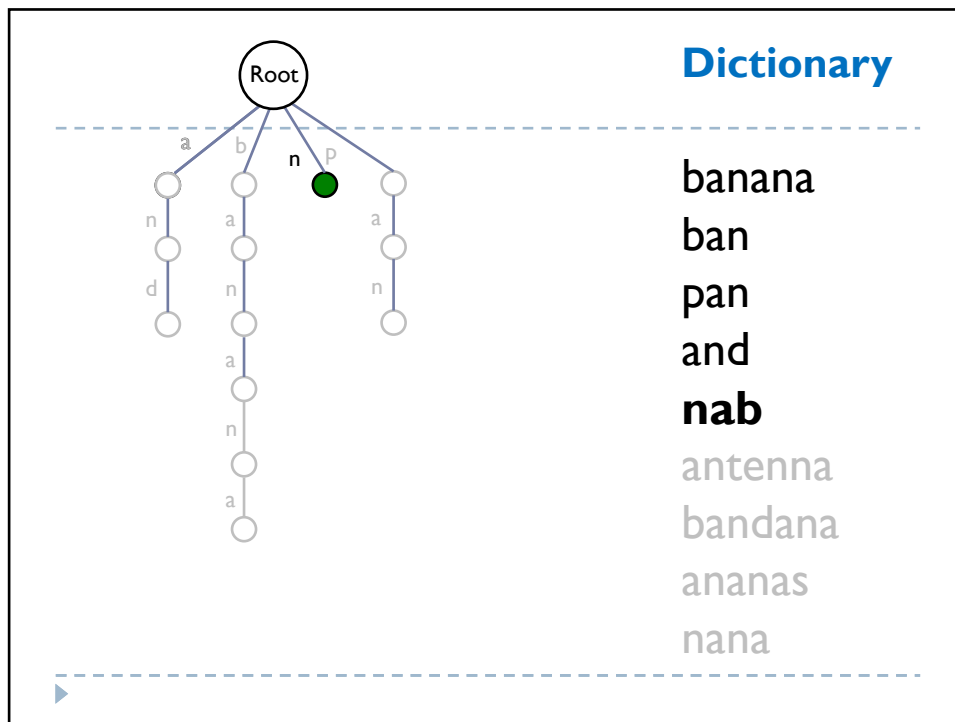 Root
Dictionary
a b n p
n a a
d n n
a
n
a
banana
ban
pan
and
nab
antenna
bandana
ananas
nana